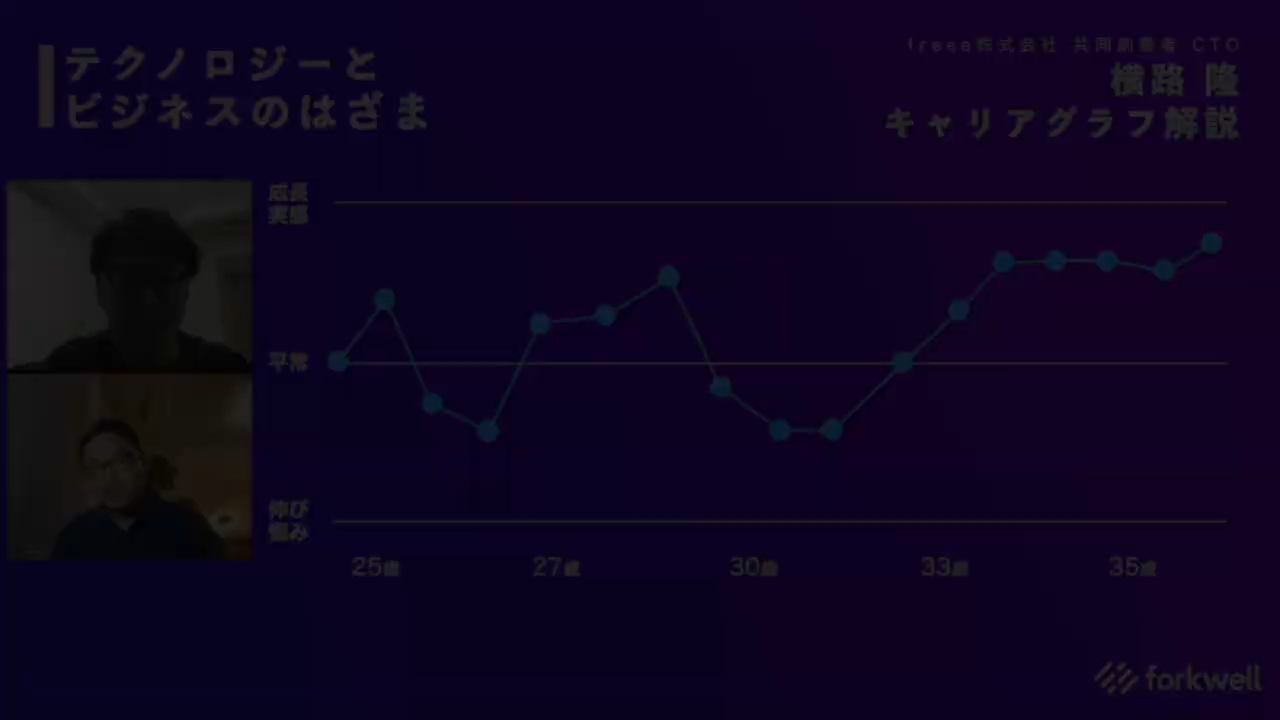 テクノロジーと
ビジネスのはざま
freee株式会社 共同創業者 CTO
横路 隆
キャリアグラフ解説
成長
実感
平常
伸び
悩み
25歳
27歳
30歳
33歳
35歳
forkwell